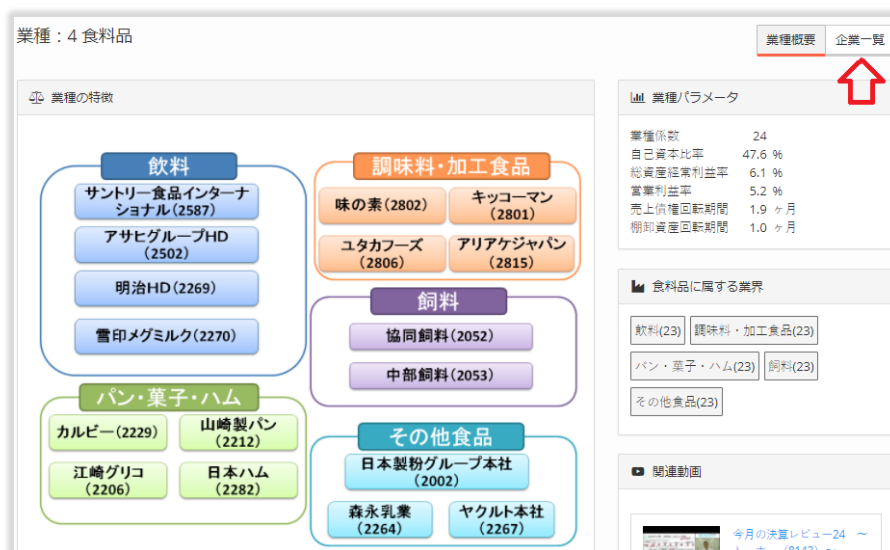 業種：4 食料品
業種概要
企業一覧
業種の特徴
飲料
サントリー食品インターナ
ショナル(2587)
アサヒグループHD
(2502)
明治HD(2269)
雪印メグミルク(2270)
調味料・加工食品
味の素(2802)
キッコーマン
(2801)
ユタカフーズ
(2806)
アリアケジャパン
(2815)
飼料
協同飼料(2052)
中部飼料(2053)
パン・菓子・ハム
カルビー(2229)
山崎製パン
(2212)
江崎グリコ
(2206)
日本ハム
(2282)
その他食品
日本製粉グループ本社
(2002)
森永乳業
(2264)
ヤクルト本社
(2267)
業種パラメータ
業種係数 24
自己資本比率 47.6 %
総資産経常利益率 6.1 %
営業利益率 5.2 %
売上債権回転期間 1.9 ヶ月
棚卸資産回転期間 1.0 ヶ月
食料品に属する業界
飲料(23)
調味料・加工食品(23)
パン・菓子・ハム(23)
飼料(23)
その他食品(23)
関連動画
今月の決算レビュー24 ～